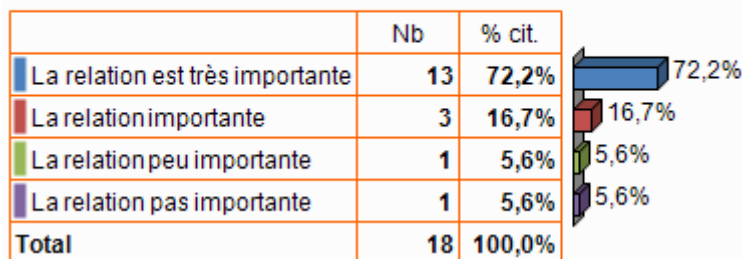 Nb % cit.
La relation est très importante 13 72,2% 72,2%
La relation importante 3 16,7% 16,7%
La relation peu importante 1 5,6% 5,6%
La relation pas importante 1 5,6% 5,6%
Total 18 100,0%